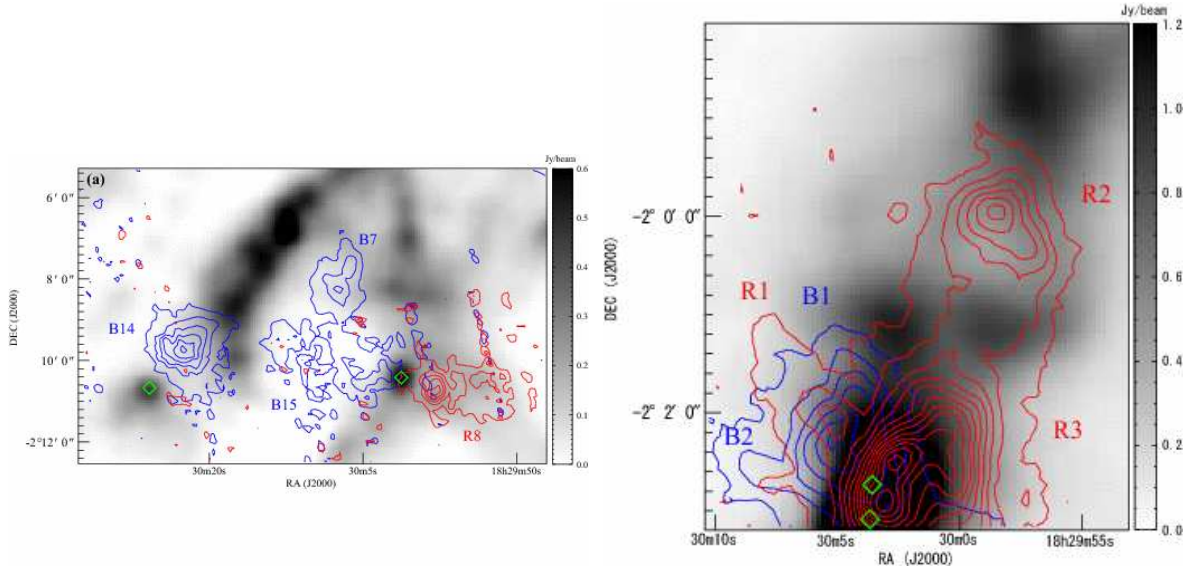 Jy/beam
(a)
0.6
6′ 0″
0.5
B7
8′ 0″
0.4
B14
0.3
10′ 0″
0.2
B15
R8
0.1
-2°12′ 0″
0.0
30m20s
30m5s
18h29m50s
RA (J2000)
DEC (J2000)
Jy/beam
1.2
1.0
R2
-2° 0′ 0″
0.8
R1
B1
0.6
0.4
-2° 2′ 0″
B2
R3
0.2
0.0
30m10s
30m5s
30m0s
18h29m55s
RA (J2000)
DEC (J2000)